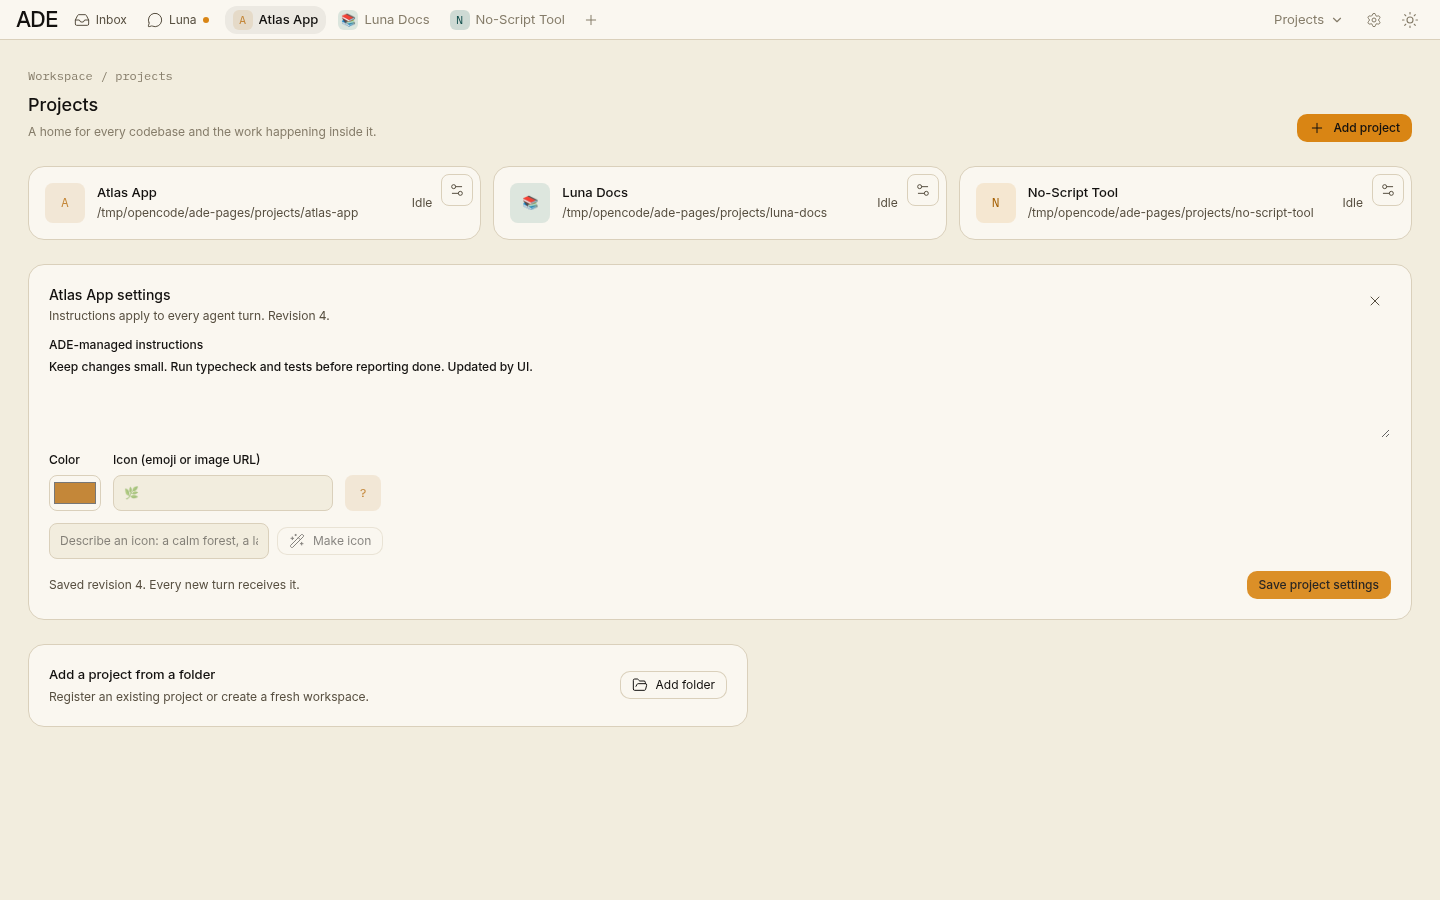 ADE Inbox Luna A Atlas App Luna Docs N No-Script Tool Projects
Workspace / projects
Projects
A home for every codebase and the work happening inside it.
Add project
A Atlas App
/tmp/opencode/ade-pages/projects/atlas-app
Idle
Luna Docs
/tmp/opencode/ade-pages/projects/luna-docs
Idle
N No-Script Tool
/tmp/opencode/ade-pages/projects/no-script-tool
Idle
Atlas App settings
Instructions apply to every agent turn. Revision 4.
ADE-managed instructions
Keep changes small. Run typecheck and tests before reporting done. Updated by UI.
Color Icon (emoji or image URL)
🌿 ?
Describe an icon: a calm forest, a la Make icon
Saved revision 4. Every new turn receives it. Save project settings
Add a project from a folder
Register an existing project or create a fresh workspace.
Add folder